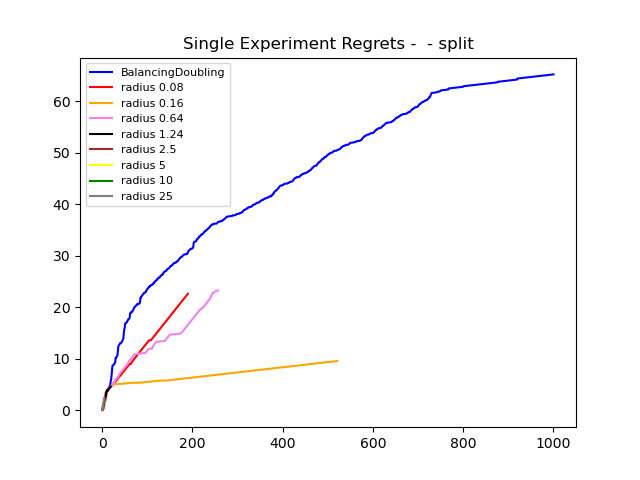 Single Experiment Regrets -  - split
BalancingDoubling
radius 0.08
radius 0.16
radius 0.64
radius 1.24
radius 2.5
radius 5
radius 10
radius 25
60
50
40
30
20
10
0
0 200 400 600 800 1000